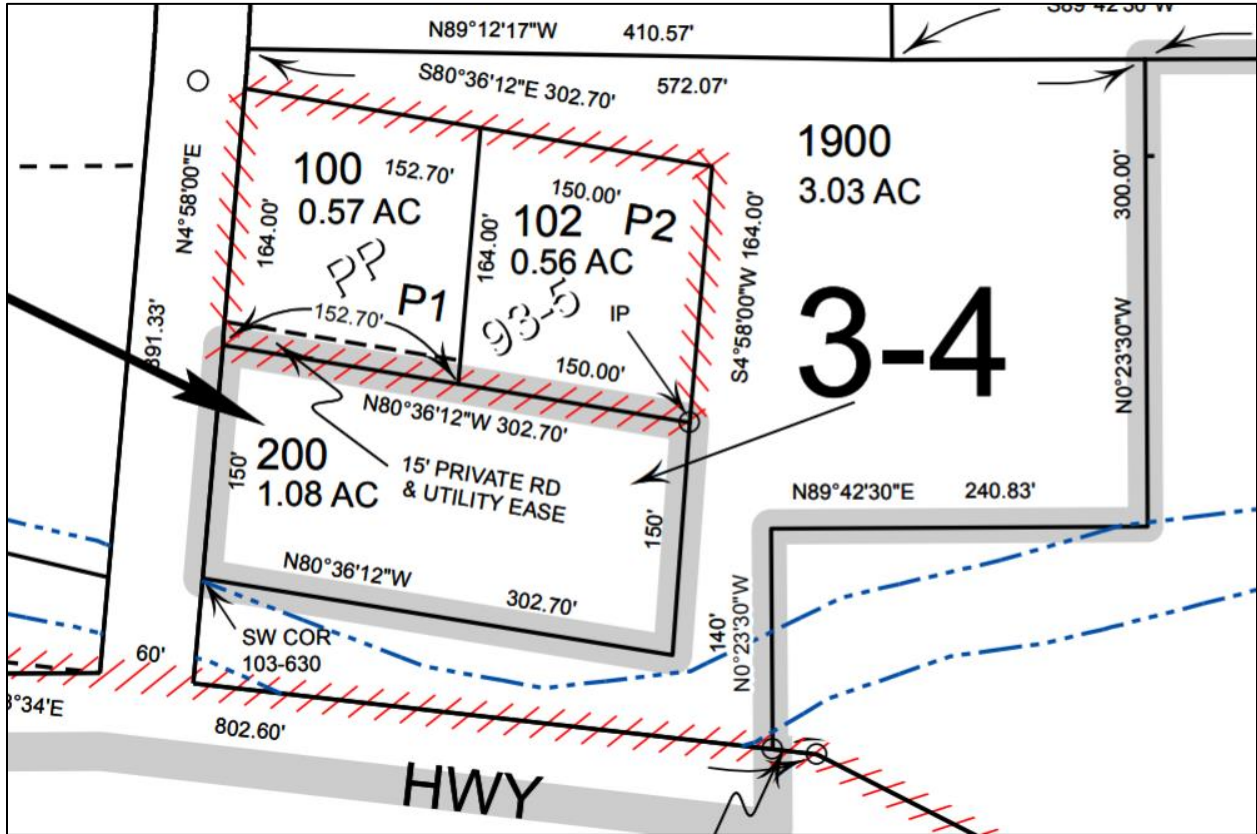 S89°42'30"W
N89°12'17"W 410.57'
S80°36'12"E 302.70'
572.07'
N4°58'00"E
100
0.57 AC
152.70'
164.00'
PP
P1
152.70'
150.00'
102 P2
0.56 AC
164.00'
93-5
IP
150.00'
S4°58'00"W 164.00'
1900
3.03 AC
3-4
300.00'
N0°23'30"W
N80°36'12"W 302.70'
200
1.08 AC
150'
15' PRIVATE RD
& UTILITY EASE
150'
N89°42'30"E 240.83'
N80°36'12"W
302.70'
SW COR
103-630
140'
N0°23'30"W
60'
3°34'E
802.60'
HWY